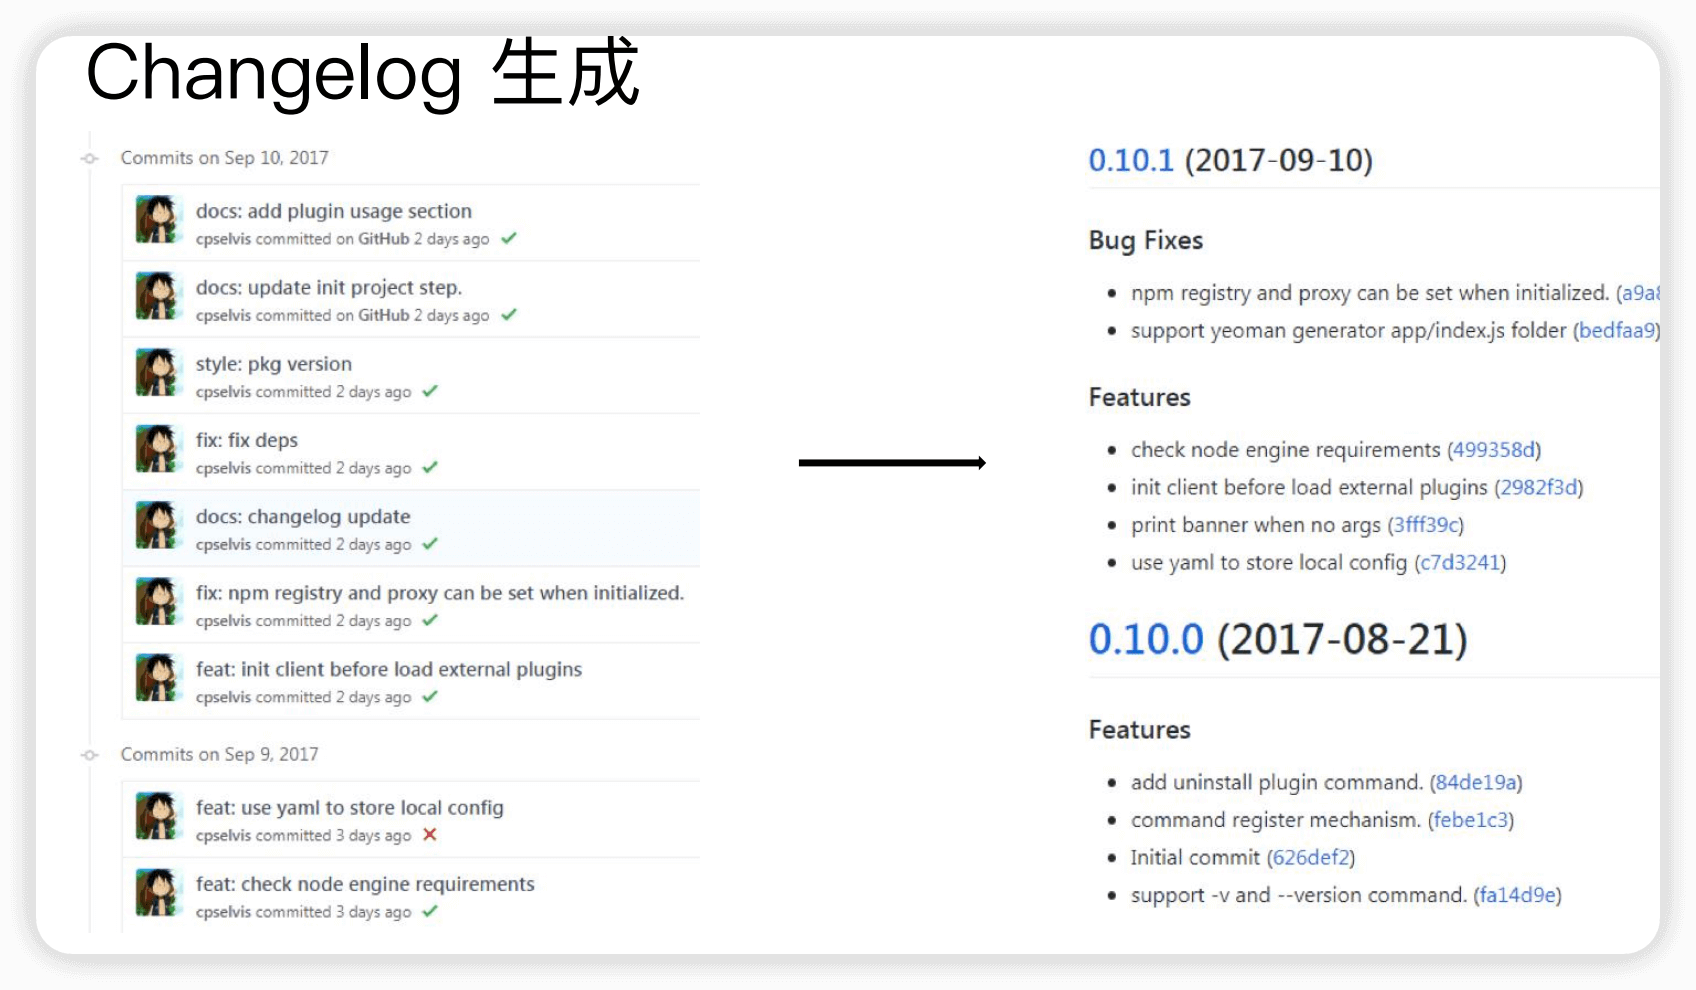 Changelog 生成
Commits on Sep 10, 2017
docs: add plugin usage section
cpselvis committed on GitHub 2 days ago
docs: update init project step.
cpselvis committed on GitHub 2 days ago
style: pkg version
cpselvis committed 2 days ago
fix: fix deps
cpselvis committed 2 days ago
docs: changelog update
cpselvis committed 2 days ago
fix: npm registry and proxy can be set when initialized.
cpselvis committed 2 days ago
feat: init client before load external plugins
cpselvis committed 2 days ago
Commits on Sep 9, 2017
feat: use yaml to store local config
cpselvis committed 3 days ago
feat: check node engine requirements
cpselvis committed 3 days ago
0.10.1 (2017-09-10)
Bug Fixes
npm registry and proxy can be set when initialized.
support yeoman generator app/index.js folder (bedfaa9)
Features
check node engine requirements (499358d)
init client before load external plugins (2982f3d)
print banner when no args (3fff39c)
use yaml to store local config (c7d3241)
0.10.0 (2017-08-21)
Features
add uninstall plugin command. (84de19a)
command register mechanism. (febe1c3)
Initial commit (626def2)
support -v and --version command. (fa14d9e)